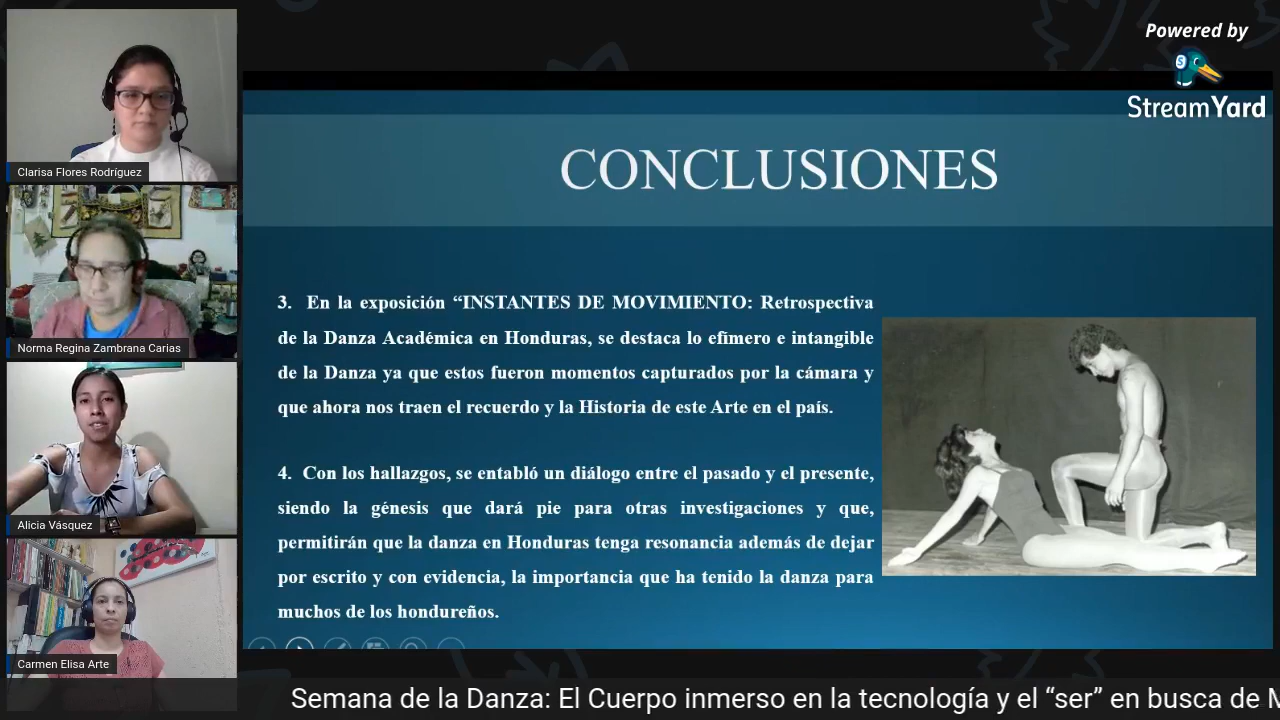 Powered by
StreamYard
Clarisa Flores Rodríguez
Norma Regina Zambrana Carias
Alicia Vásquez
Carmen Elisa Arte
CONCLUSIONES
3. En la exposición “INSTANTES DE MOVIMIENTO: Retrospectiva
de la Danza Académica en Honduras, se destaca lo efímero e intangible
de la Danza ya que estos fueron momentos capturados por la cámara y
que ahora nos traen el recuerdo y la Historia de este Arte en el país.
4. Con los hallazgos, se entabló un diálogo entre el pasado y el presente,
siendo la génesis que dará pie para otras investigaciones y que,
permitirán que la danza en Honduras tenga resonancia además de dejar
por escrito y con evidencia, la importancia que ha tenido la danza para
muchos de los hondureños.
Semana de la Danza: El Cuerpo inmerso en la tecnología y el “ser” en busca de